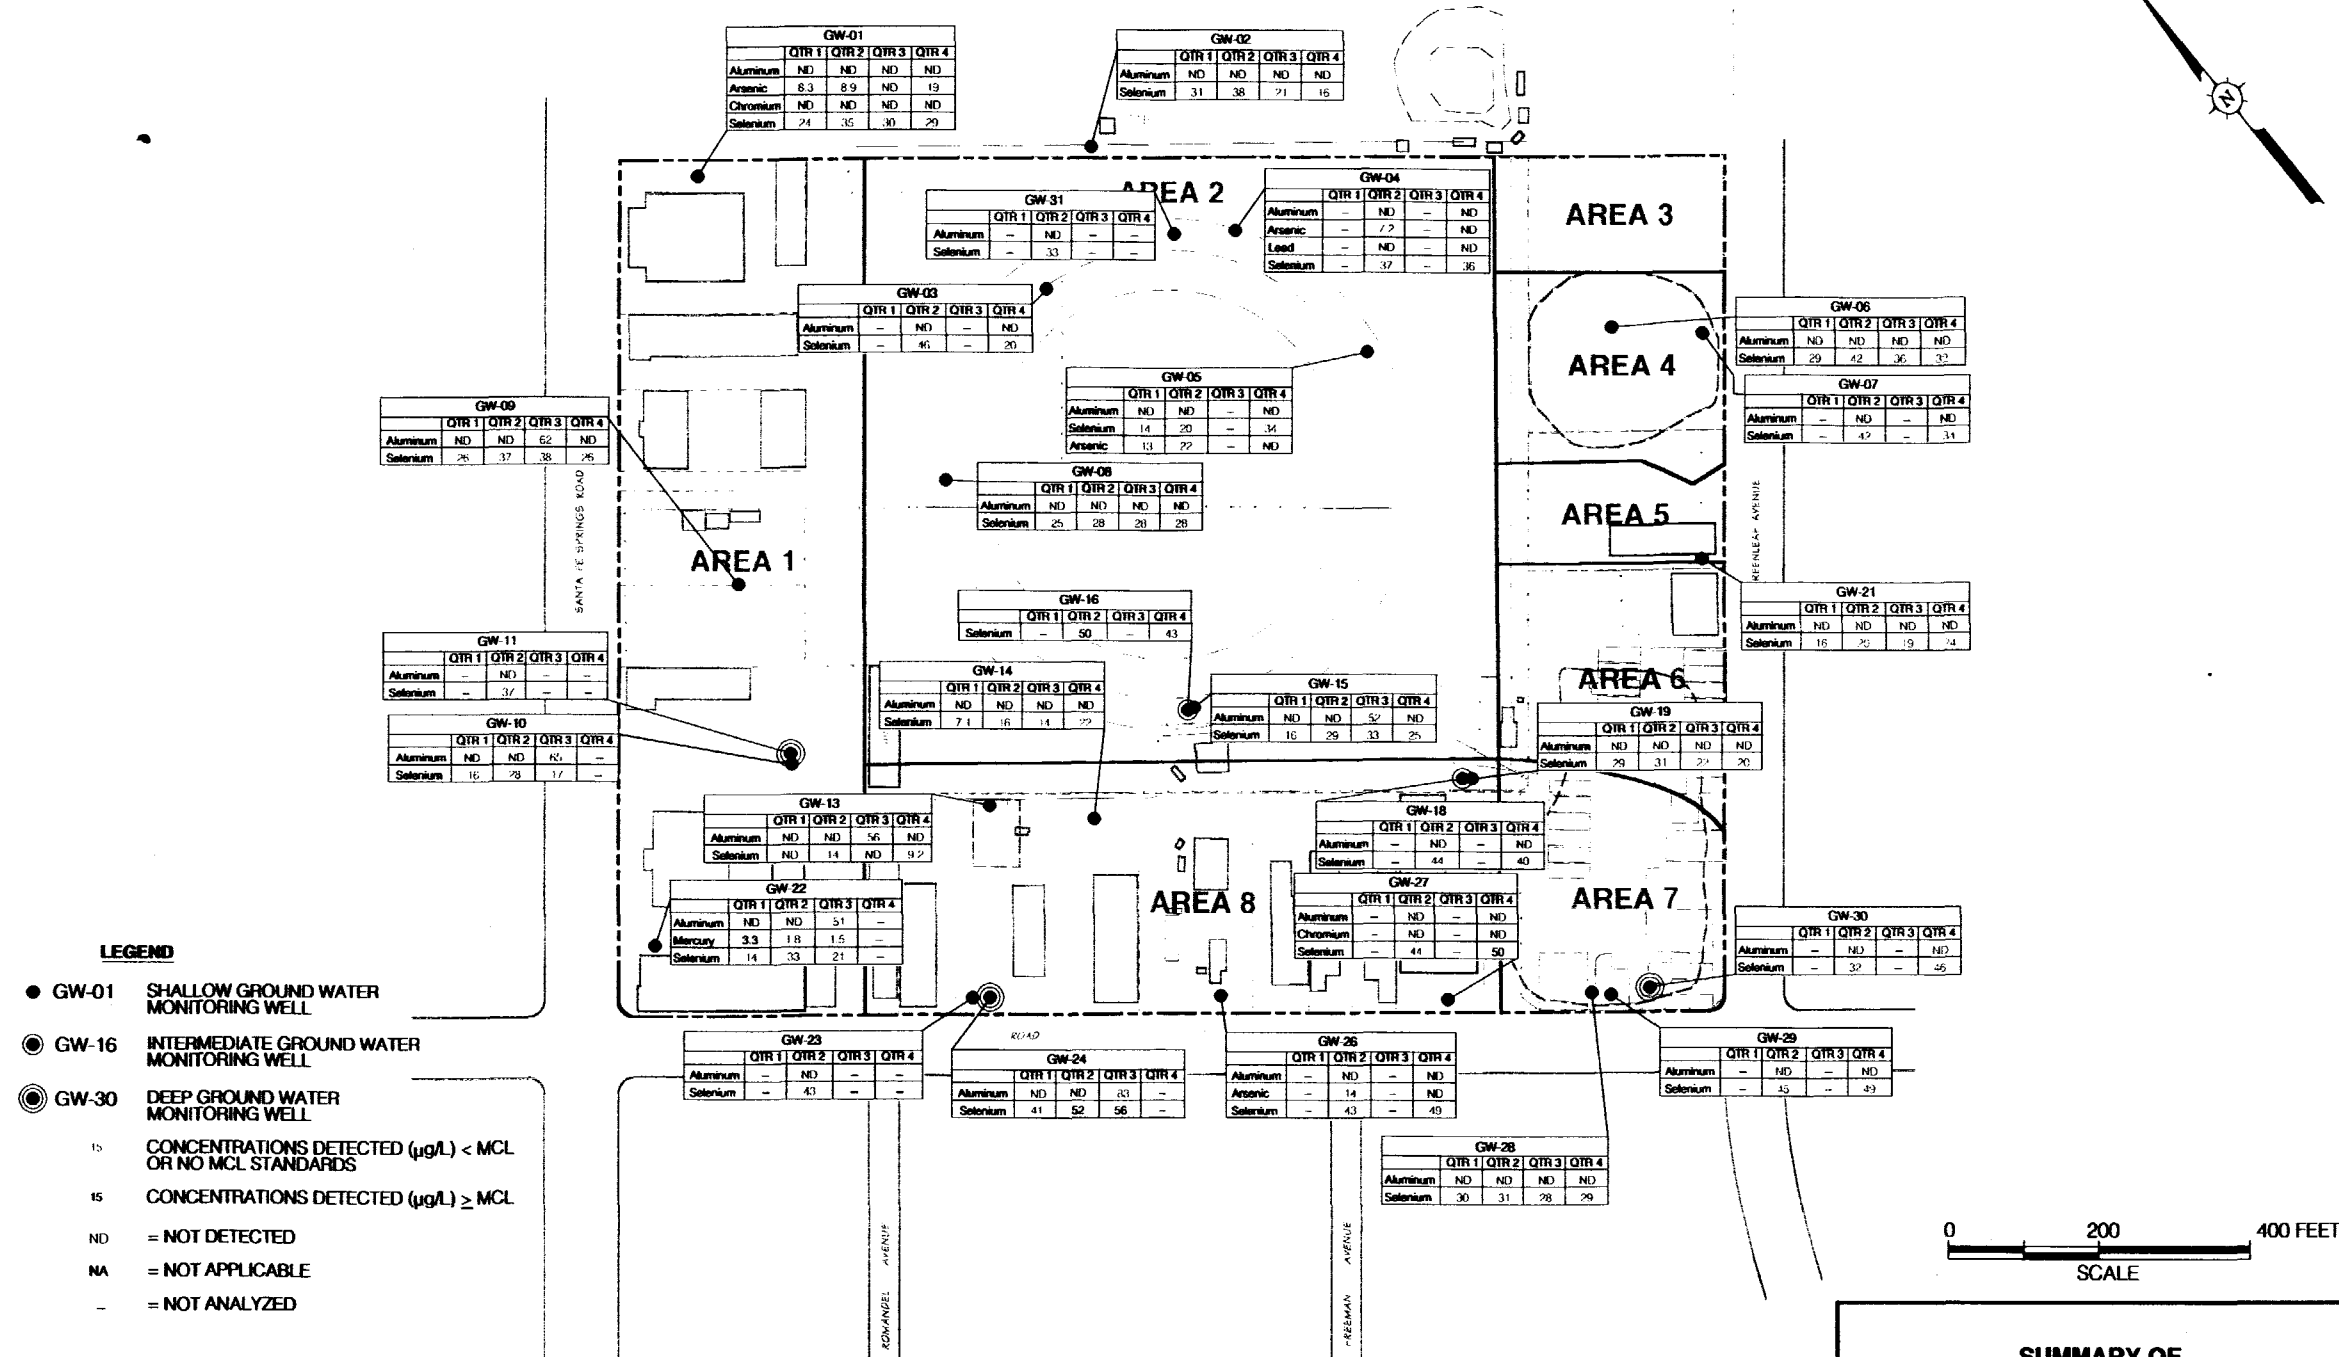 GW-01
QTR 1 QTR 2 QTR 3 QTR 4
Aluminum ND ND ND ND
Arsenic 8.3 8.9 ND 19
Chromium ND ND ND ND
Selenium 24 35 30 29
GW-02
QTR 1 QTR 2 QTR 3 QTR 4
Aluminum ND ND ND ND
Selenium 31 38 21 16
N
AREA 2
GW-31
QTR 1 QTR 2 QTR 3 QTR 4
Aluminum – ND – –
Selenium – 33 – –
GW-04
QTR 1 QTR 2 QTR 3 QTR 4
Aluminum – ND – ND
Arsenic – 7.2 – ND
Lead – ND – ND
Selenium – 37 – 36
AREA 3
GW-03
QTR 1 QTR 2 QTR 3 QTR 4
Aluminum – ND – ND
Selenium – 46 – 20
GW-06
QTR 1 QTR 2 QTR 3 QTR 4
Aluminum ND ND ND ND
Selenium 29 42 36 32
AREA 4
GW-05
QTR 1 QTR 2 QTR 3 QTR 4
Aluminum ND ND – ND
Selenium 14 20 – 34
Arsenic 13 22 – ND
GW-07
QTR 1 QTR 2 QTR 3 QTR 4
Aluminum – ND – ND
Selenium – 42 – 31
GW-09
QTR 1 QTR 2 QTR 3 QTR 4
Aluminum ND ND 62 ND
Selenium 26 37 38 26
GW-08
QTR 1 QTR 2 QTR 3 QTR 4
Aluminum ND ND ND ND
Selenium 25 28 28 28
SANTA FE SPRINGS ROAD
AREA 5
REENLEAF AVENUE
AREA 1
GW-16
QTR 1 QTR 2 QTR 3 QTR 4
Selenium – 50 – 43
GW-21
QTR 1 QTR 2 QTR 3 QTR 4
Aluminum ND ND ND ND
Selenium 16 19 24
GW-11
QTR 1 QTR 2 QTR 3 QTR 4
Aluminum – ND – –
Selenium – 37 – –
GW-14
QTR 1 QTR 2 QTR 3 QTR 4
Aluminum ND ND ND ND
Selenium 7.1 16 14 22
GW-15
QTR 1 QTR 2 QTR 3 QTR 4
Aluminum ND ND 52 ND
Selenium 16 29 33 25
AREA 6
GW-19
QTR 1 QTR 2 QTR 3 QTR 4
Aluminum ND ND ND ND
Selenium 29 31 22 20
GW-10
QTR 1 QTR 2 QTR 3 QTR 4
Aluminum ND ND 65 –
Selenium 16 28 17 –
GW-13
QTR 1 QTR 2 QTR 3 QTR 4
Aluminum ND ND 56 ND
Selenium ND 14 ND 9.2
GW-18
QTR 1 QTR 2 QTR 3 QTR 4
Aluminum – ND – ND
Selenium – 44 – 40
GW-22
QTR 1 QTR 2 QTR 3 QTR 4
Aluminum ND ND 51 –
Mercury 3.3 1.8 1.5 –
Selenium 14 33 21 –
AREA 8
GW-27
QTR 1 QTR 2 QTR 3 QTR 4
Aluminum – ND – ND
Chromium – ND – ND
Selenium – 44 – 50
AREA 7
GW-30
QTR 1 QTR 2 QTR 3 QTR 4
Aluminum – ND – ND
Selenium – 32 – 46
ROAD
GW-23
QTR 1 QTR 2 QTR 3 QTR 4
Aluminum – ND – –
Selenium – 43 – –
GW-24
QTR 1 QTR 2 QTR 3 QTR 4
Aluminum ND ND 83 –
Selenium 41 52 56 –
GW-26
QTR 1 QTR 2 QTR 3 QTR 4
Aluminum – ND – ND
Arsenic – 14 – ND
Selenium – 43 – 49
GW-29
QTR 1 QTR 2 QTR 3 QTR 4
Aluminum – ND – ND
Selenium – 45 – 49
GW-28
QTR 1 QTR 2 QTR 3 QTR 4
Aluminum ND ND ND ND
Selenium 30 31 28 29
ROMANDEL AVENUE
FREEMAN AVENUE
LEGEND
GW-01 SHALLOW GROUND WATER
MONITORING WELL
GW-16 INTERMEDIATE GROUND WATER
MONITORING WELL
GW-30 DEEP GROUND WATER
MONITORING WELL
15 CONCENTRATIONS DETECTED (µg/L) < MCL
OR NO MCL STANDARDS
15 CONCENTRATIONS DETECTED (µg/L) ≥ MCL
ND = NOT DETECTED
NA = NOT APPLICABLE
– = NOT ANALYZED
0 200 400 FEET
SCALE
SUMMARY OF